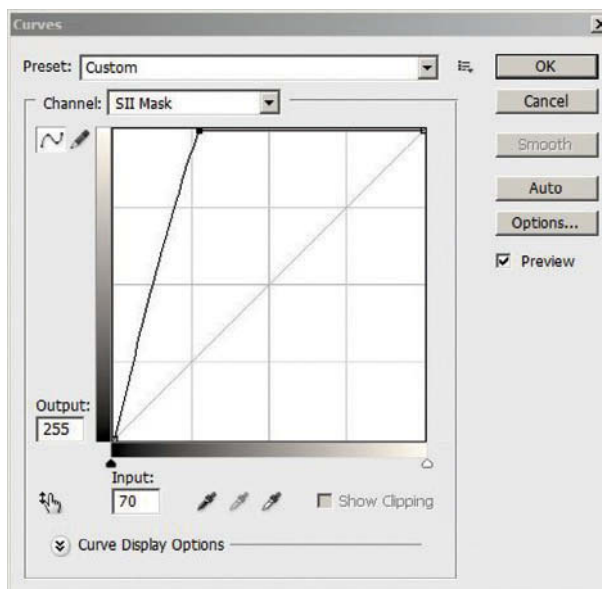 Curves
Preset: Custom
OK
Channel: SII Mask
Cancel
Smooth
Auto
Options...
Preview
Output:
255
Input:
70
Show Clipping
Curve Display Options